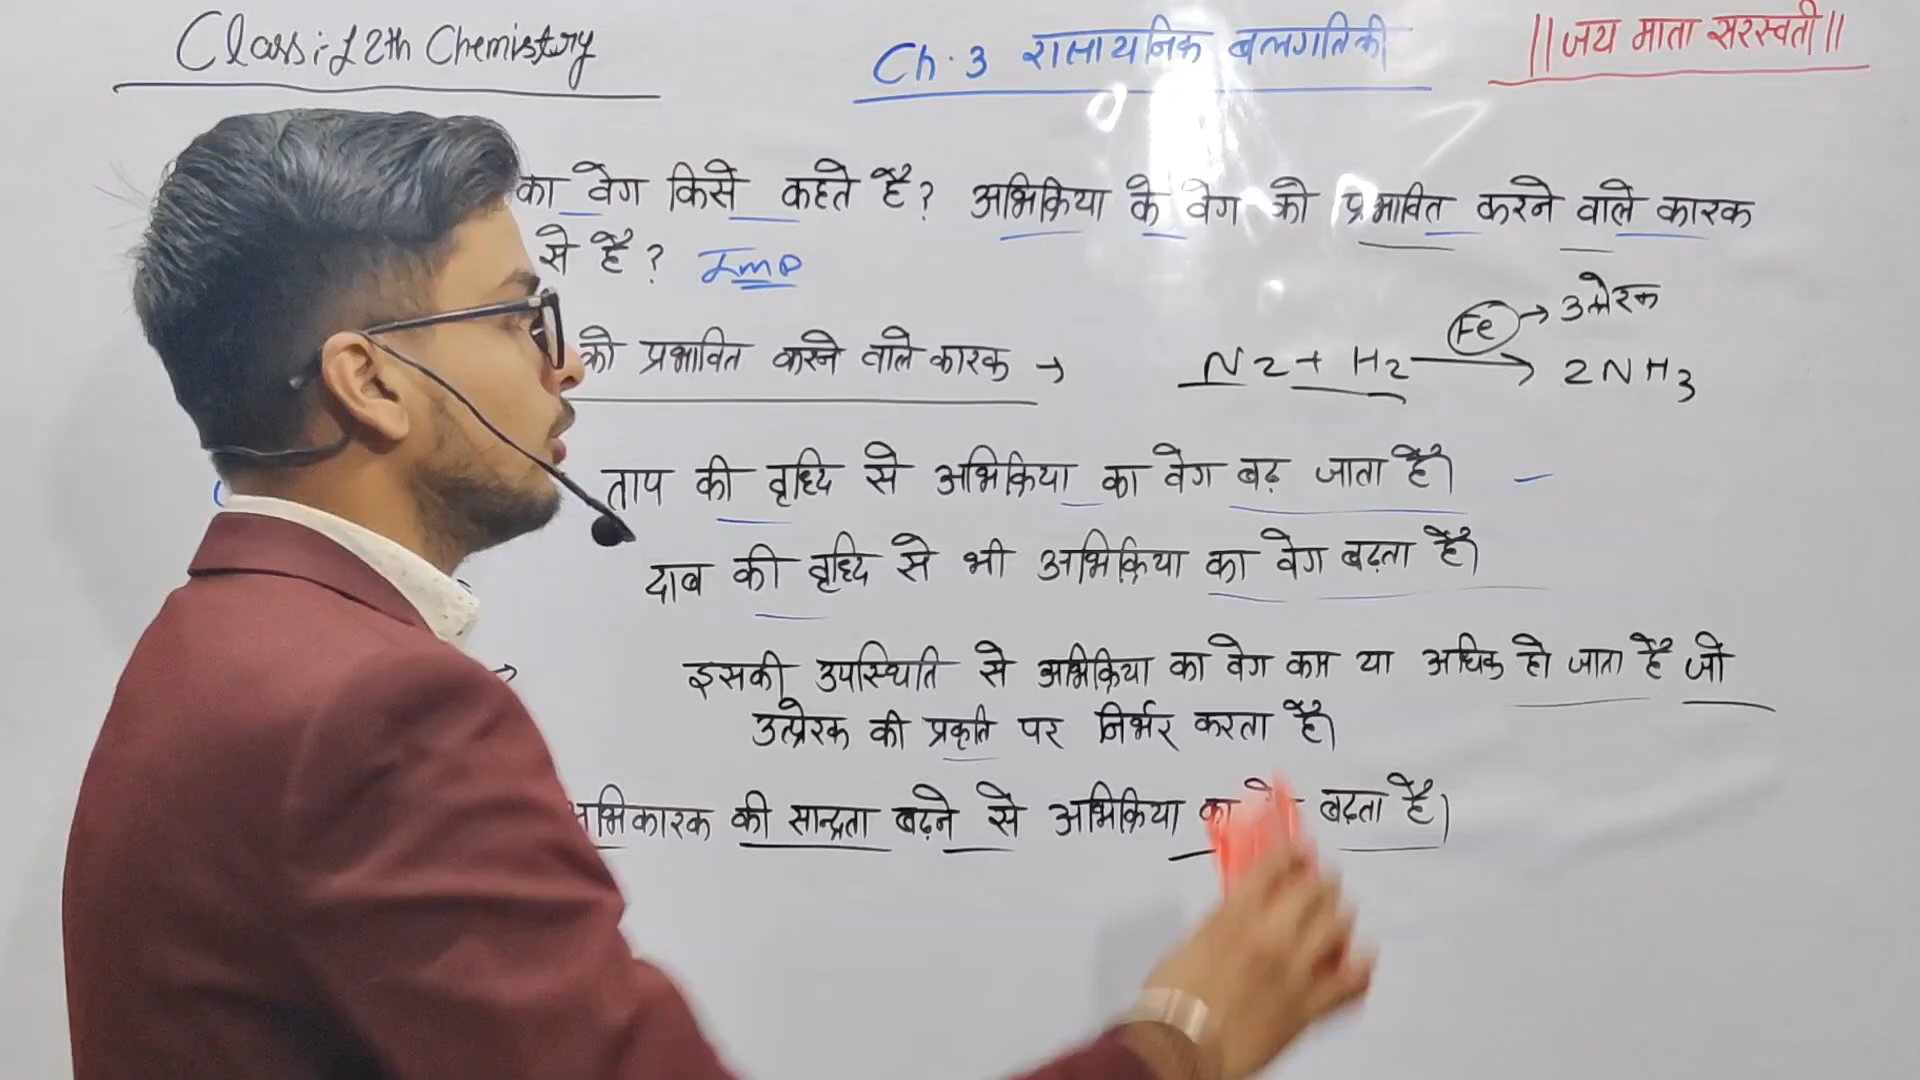 Class:-12th Chemistry
Ch.3 रासायनिक बलगतिकी
||जय माता सरस्वती||
का वेग किसे कहते है? अभिक्रिया के वेग को प्रभावित करने वाले कारक
से है? Imp
को प्रभावित करने वाले कारक →
Fe → उत्प्रेरक
N2 + H2 → 2NH3
ताप की वृद्धि से अभिक्रिया का वेग बढ़ जाता है।
दाब की वृद्धि से भी अभिक्रिया का वेग बढ़ता है।
→ इसकी उपस्थिति से अभिक्रिया का वेग कम या अधिक हो जाता है जो
उत्प्रेरक की प्रकृति पर निर्भर करता है।
अभिकारक की सान्द्रता बढ़ने से अभिक्रिया का बढ़ता है।